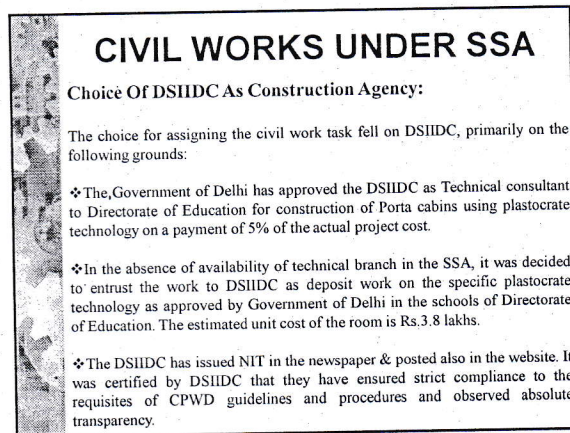 CIVIL WORKS UNDER SSA
Choice Of DSIIDC As Construction Agency:
The choice for assigning the civil work task fell on DSIIDC, primarily on the
following grounds:
❖The,Government of Delhi has approved the DSIIDC as Technical consultant
to Directorate of Education for construction of Porta cabins using plastocrate
technology on a payment of 5% of the actual project cost.
❖In the absence of availability of technical branch in the SSA, it was decided
to entrust the work to DSIIDC as deposit work on the specific plastocrate
technology as approved by Government of Delhi in the schools of Directorate
of Education. The estimated unit cost of the room is Rs.3.8 lakhs.
❖The DSIIDC has issued NIT in the newspaper & posted also in the website. It
was certified by DSIIDC that they have ensured strict compliance to the
requisites of CPWD guidelines and procedures and observed absolute
transparency.